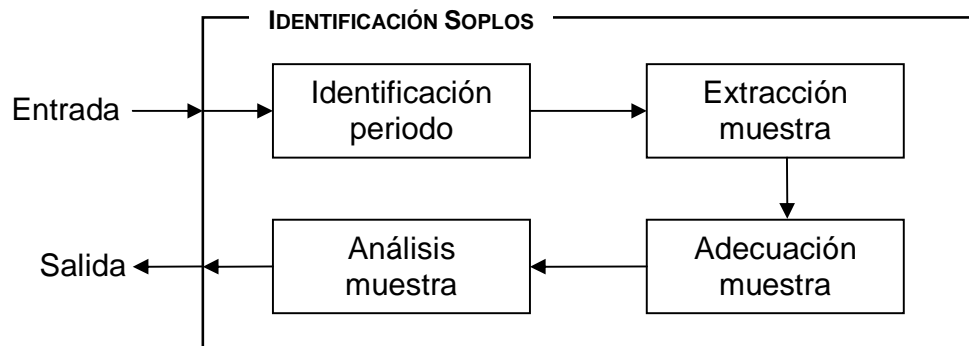 IDENTIFICACIÓN SOPLOS
Entrada
Identificación
periodo
Extracción
muestra
Salida
Análisis
muestra
Adecuación
muestra